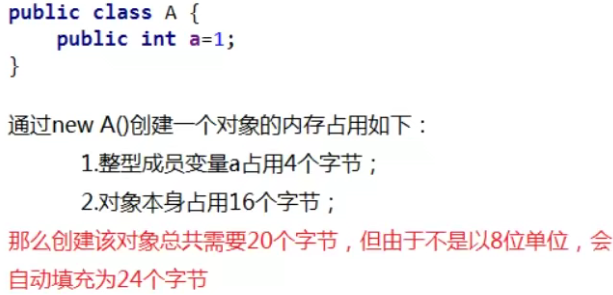 public class A {
public int a=1;
}
通过new A()创建一个对象的内存占用如下：
1.整型成员变量a占用4个字节；
2.对象本身占用16个字节；
那么创建该对象总共需要20个字节，但由于不是以8位单位，会
自动填充为24个字节